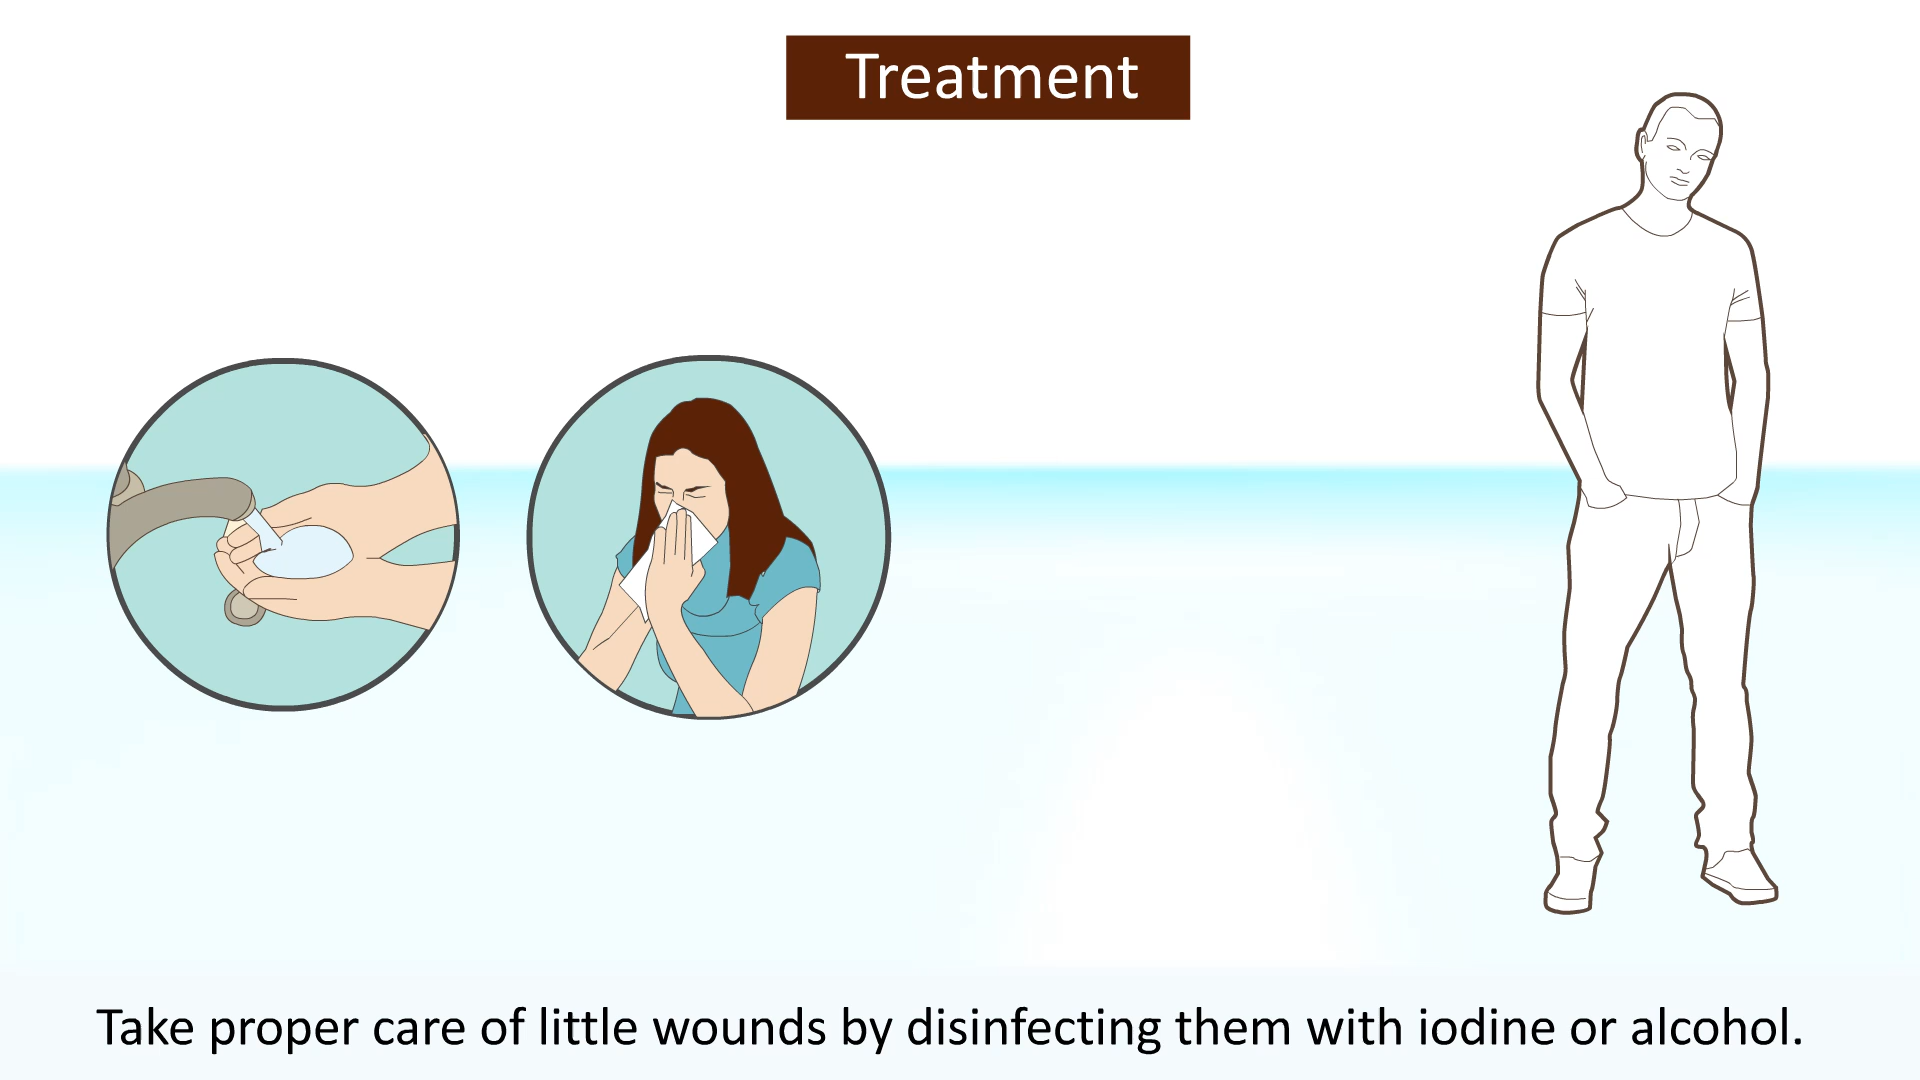 Treatment
Take proper care of little wounds by disinfecting them with iodine or alcohol.